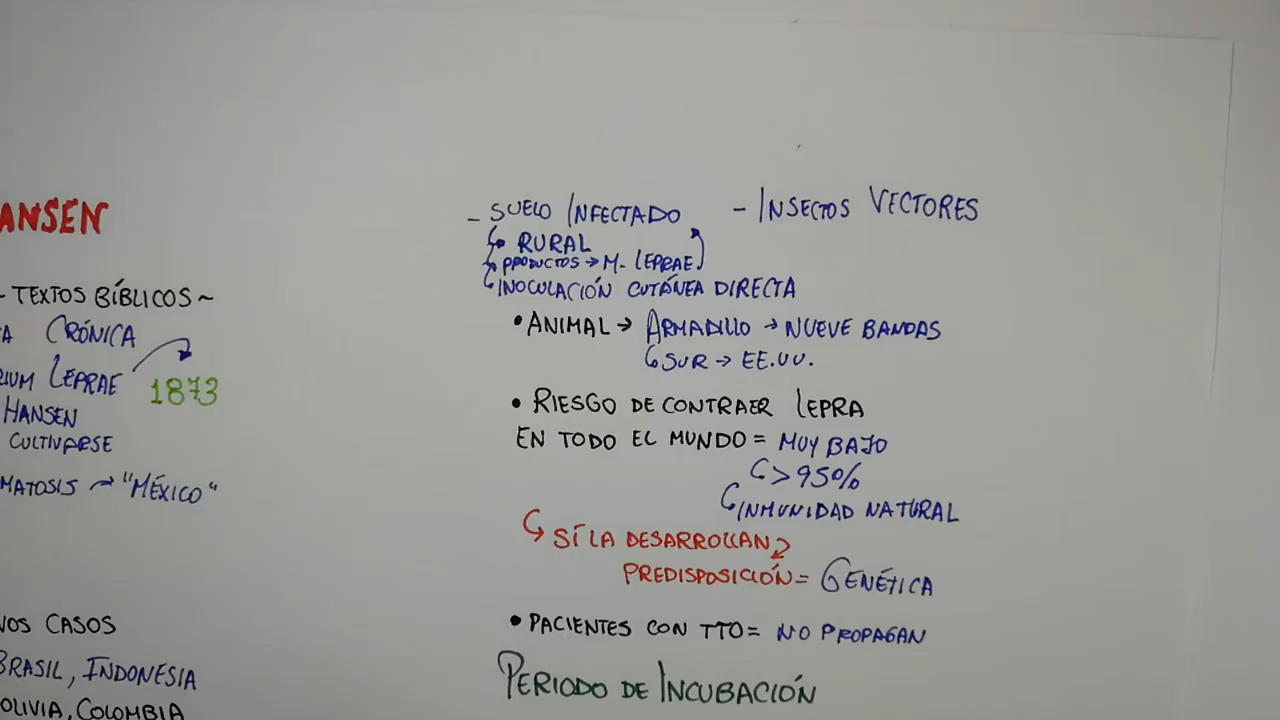 ANSEN
~ TEXTOS BÍBLICOS ~
A CRÓNICA
RIUM LEPRAE 1873
HANSEN
CULTIVARSE
MATOSIS → "MÉXICO"
VOS CASOS
BRASIL, INDONESIA
OLIVIA, COLOMBIA
- SUELO INFECTADO - INSECTOS VECTORES
RURAL
PRODUCTOS → M. LEPRAE
INOCULACIÓN CUTÁNEA DIRECTA
• ANIMAL → ARMADILLO → NUEVE BANDAS
SUR → EE.UU.
• RIESGO DE CONTRAER LEPRA
EN TODO EL MUNDO = MUY BAJO
>95%
INMUNIDAD NATURAL
SÍ LA DESARROLLAN
PREDISPOSICIÓN = GENÉTICA
• PACIENTES CON TTO = NO PROPAGAN
PERIODO DE INCUBACIÓN